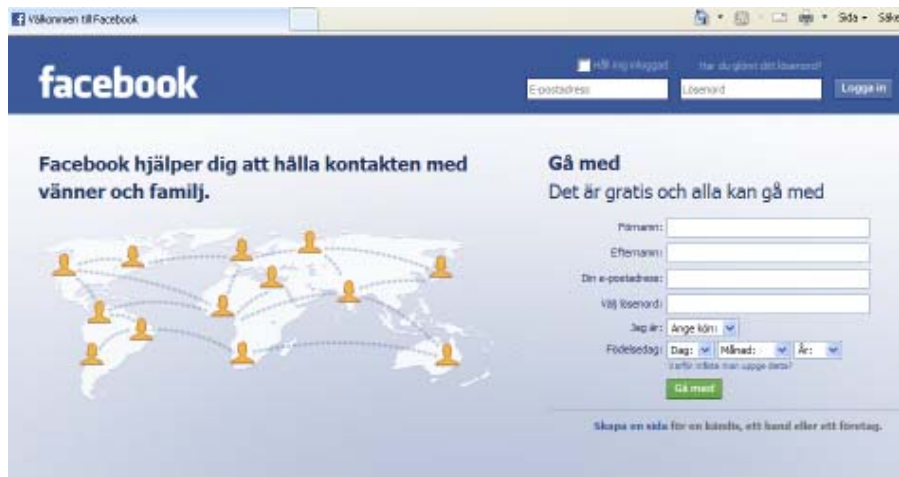 Välkommen till Facebook
Sida
facebook
Håll mig inloggad
Har du glömt ditt lösenord?
E-postadress
Lösenord
Logga in
Facebook hjälper dig att hålla kontakten med
vänner och familj.
Gå med
Det är gratis och alla kan gå med
Förnamn:
Efternamn:
Din e-postadress:
Välj lösenord:
Jag är: Ange kön:
Födelsedag: Dag: Månad: År:
Varför måste man uppge detta?
Gå med
Skapa en sida för en kändis, ett band eller ett företag.